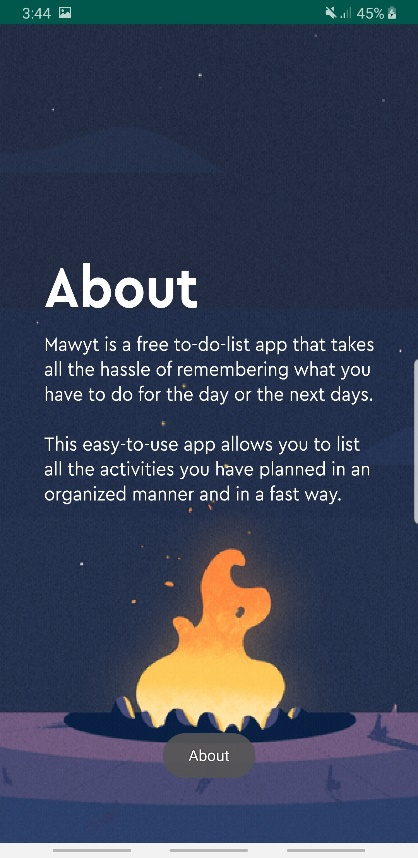 3:44 45%
About
Mawyt is a free to-do-list app that takes
all the hassle of remembering what you
have to do for the day or the next days.
This easy-to-use app allows you to list
all the activities you have planned in an
organized manner and in a fast way.
About